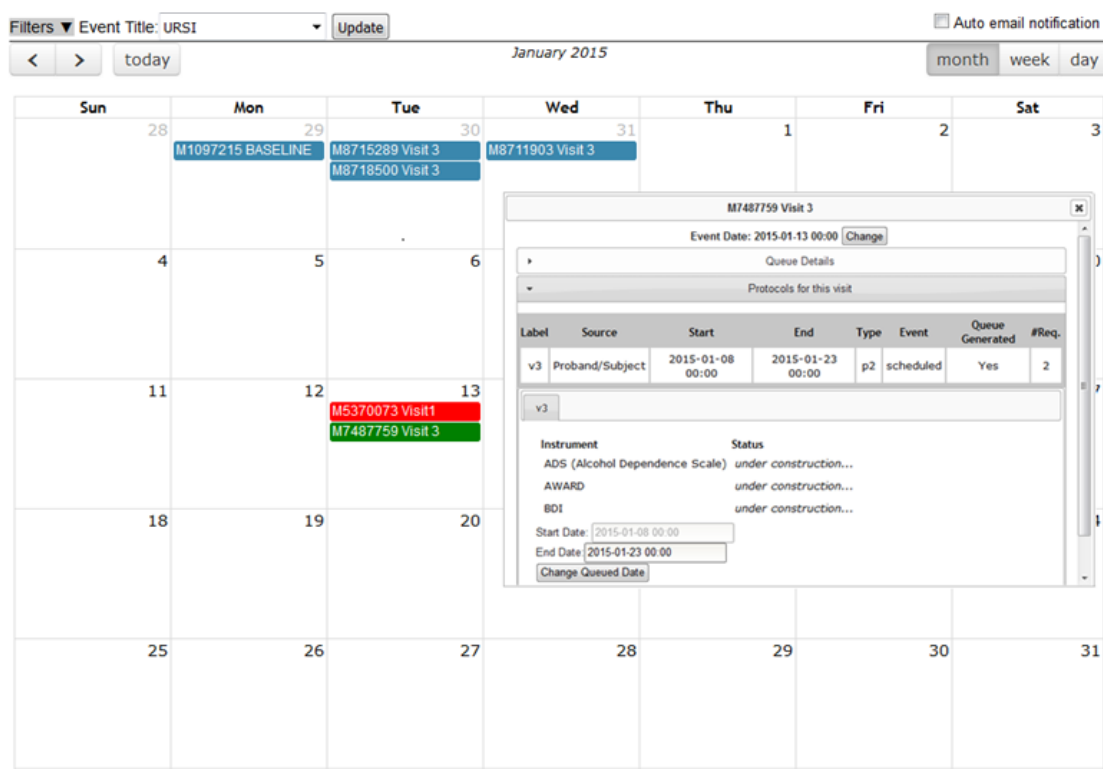 Filters ▼ Event Title: URSI Update
Auto email notification
< > today
January 2015
month week day
Sun Mon Tue Wed Thu Fri Sat
28 29 30 31 1 2 3
M1097215 BASELINE M8715289 Visit 3 M8711903 Visit 3
M8718500 Visit 3
M7487759 Visit 3
Event Date: 2015-01-13 00:00 Change
4 5 6
Queue Details
Protocols for this visit
Label Source Start End Type Event Queue Generated #Req.
v3 Proband/Subject 2015-01-08 00:00 2015-01-23 00:00 p2 scheduled Yes 2
11 12 13
M5370073 Visit1
M7487759 Visit 3
v3
Instrument Status
ADS (Alcohol Dependence Scale) under construction...
AWARD under construction...
BDI under construction...
18 19 20
Start Date: 2015-01-08 00:00
End Date: 2015-01-23 00:00
Change Queued Date
25 26 27 28 29 30 31